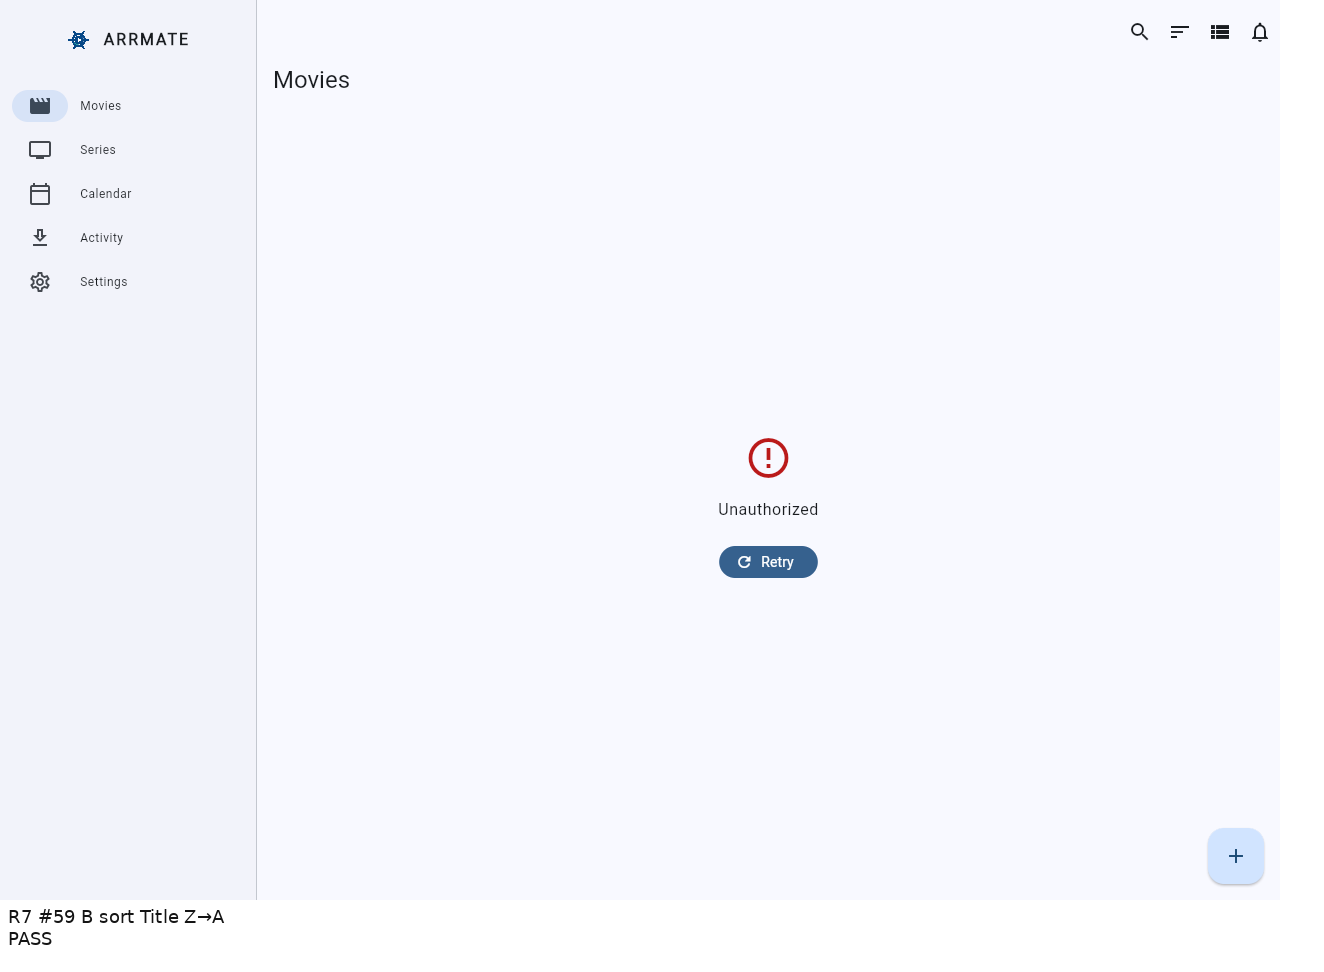 ARRMATE
Movies
Series
Calendar
Activity
Settings
Movies
Unauthorized
Retry
R7 #59 B sort Title Z→A
PASS